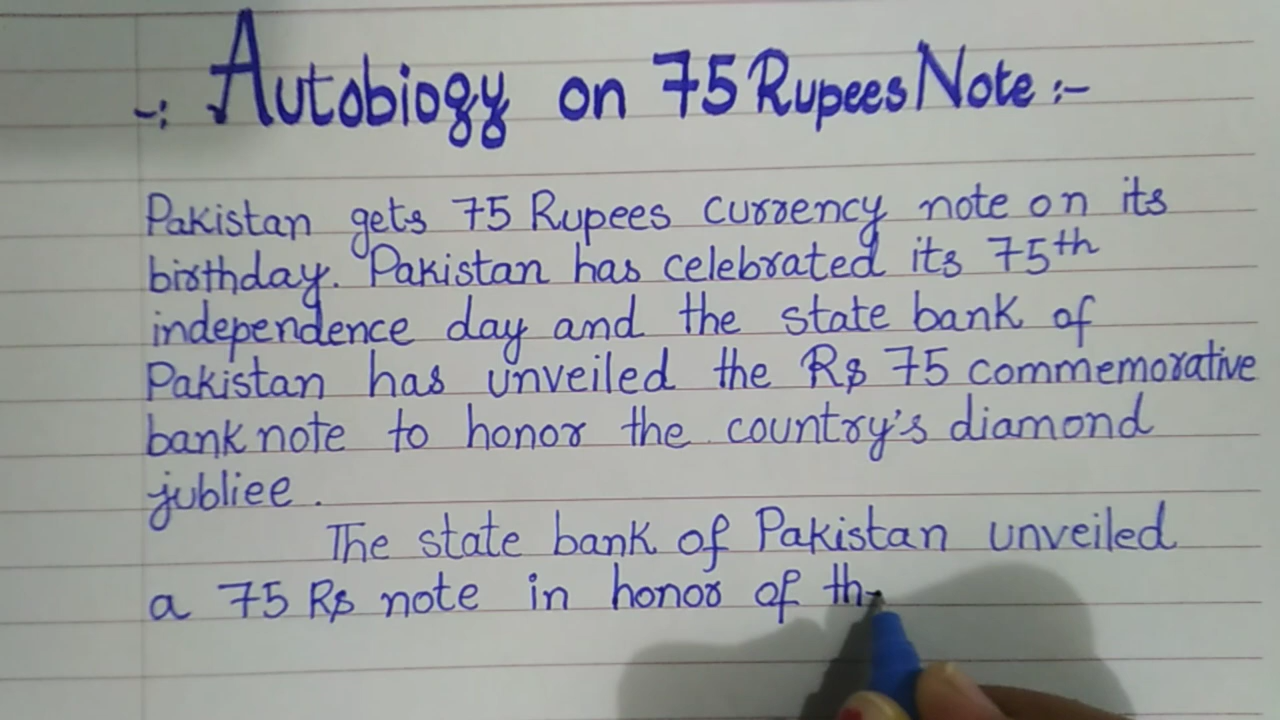 -: Autobiogy on 75 Rupees Note :-
Pakistan gets 75 Rupees currency note on its
birthday. Pakistan has celebrated its 75th
independence day and the state bank of
Pakistan has unveiled the Rs 75 commemorative
bank note to honor the country's diamond
jubliee.
The state bank of Pakistan unveiled
a 75 Rs note in honor of th